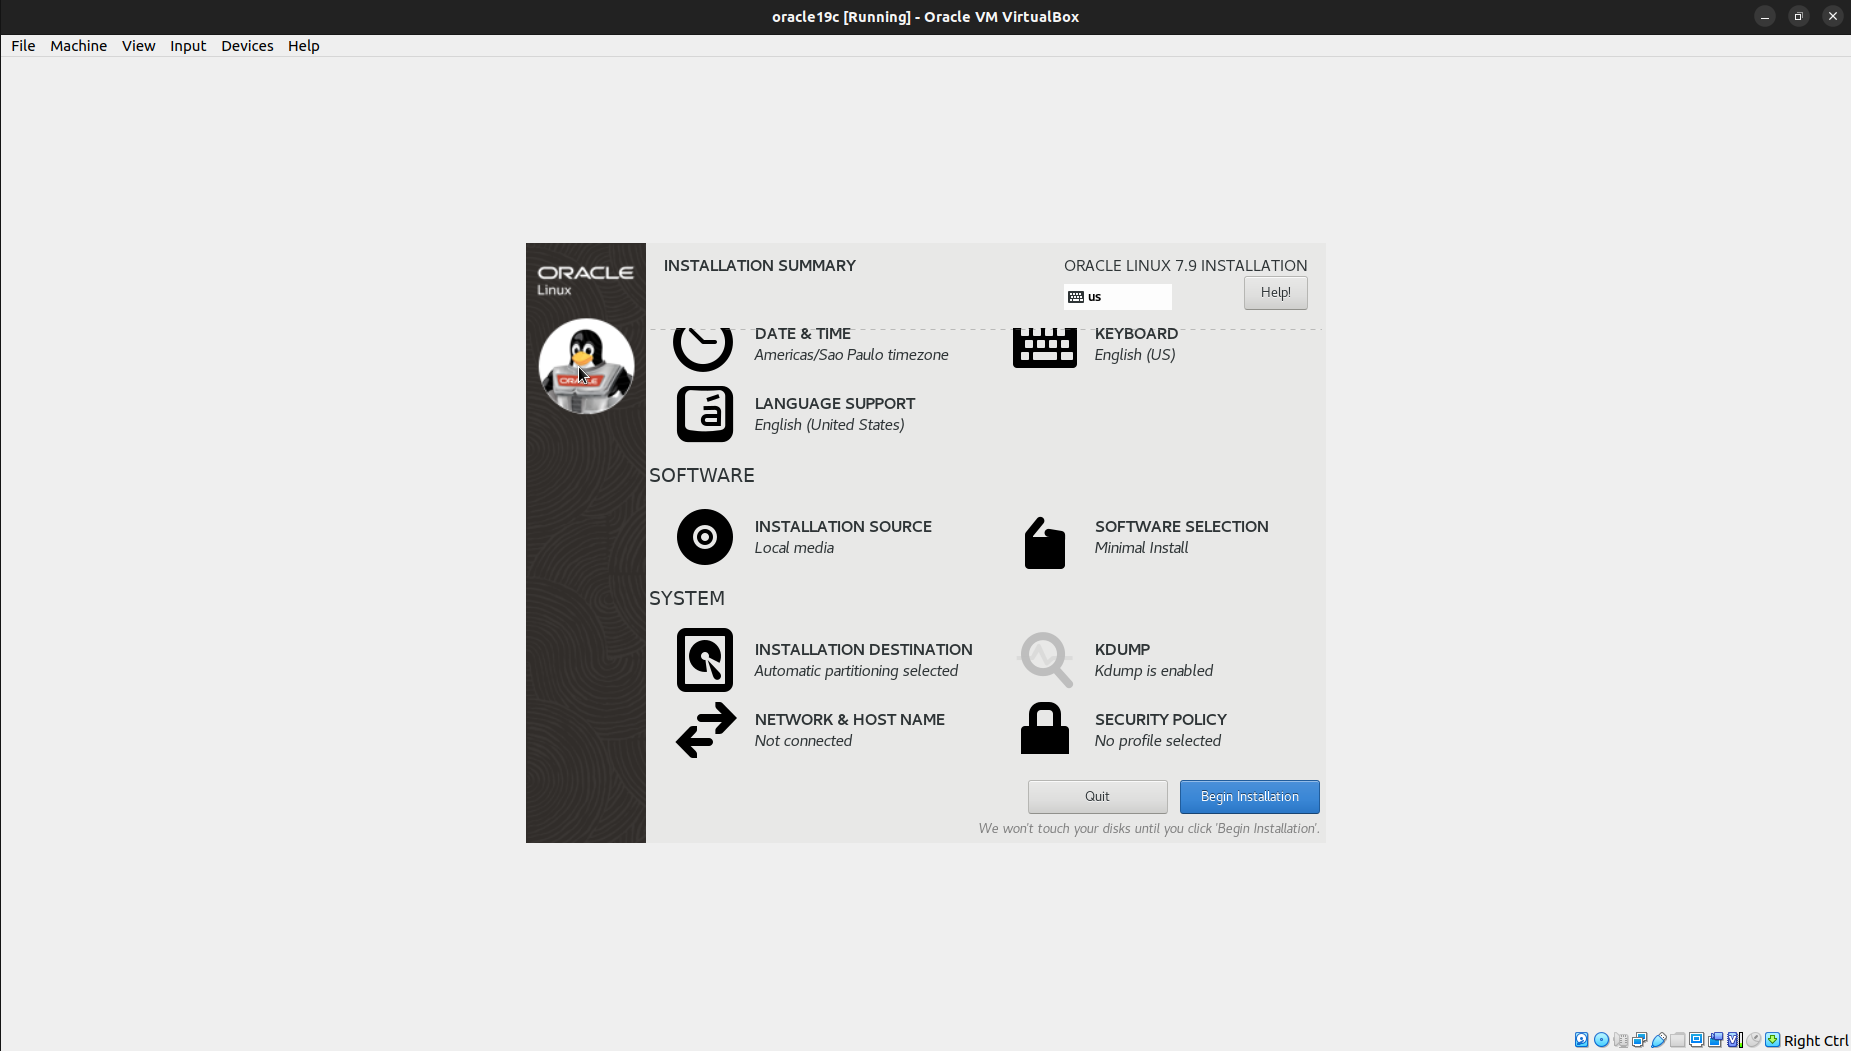 oracle19c [Running] - Oracle VM VirtualBox
File Machine View Input Devices Help
ORACLE
Linux
ORACLE
INSTALLATION SUMMARY
ORACLE LINUX 7.9 INSTALLATION
us
Help!
DATE & TIME
Americas/Sao Paulo timezone
KEYBOARD
English (US)
LANGUAGE SUPPORT
English (United States)
SOFTWARE
INSTALLATION SOURCE
Local media
SOFTWARE SELECTION
Minimal Install
SYSTEM
INSTALLATION DESTINATION
Automatic partitioning selected
KDUMP
Kdump is enabled
NETWORK & HOST NAME
Not connected
SECURITY POLICY
No profile selected
Quit
Begin Installation
We won't touch your disks until you click 'Begin Installation'.
Right Ctrl